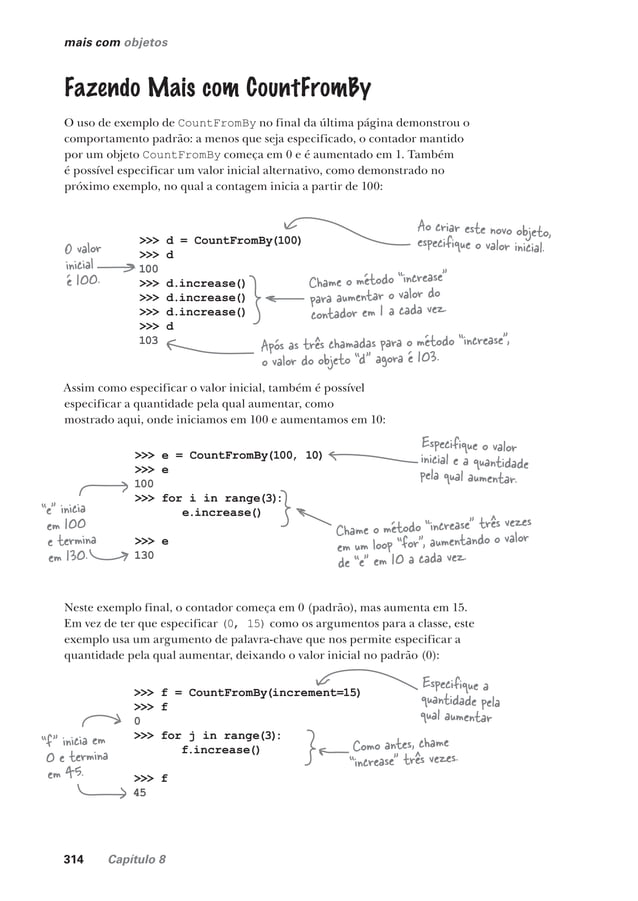 mais com objetos
Fazendo Mais com CountFromBy
O uso de exemplo de CountFromBy no final da última página demonstrou o
comportamento padrão: a menos que seja especificado, o contador mantido
por um objeto CountFromBy começa em 0 e é aumentado em 1. Também
é possível especificar um valor inicial alternativo, como demonstrado no
próximo exemplo, no qual a contagem inicia a partir de 100:
>>> d = CountFromBy(100)
>>> d
100
>>> d.increase()
>>> d.increase()
>>> d.increase()
>>> d
103
O valor
inicial
é 100.
Ao criar este novo objeto,
especifique o valor inicial.
Chame o método “increase”
para aumentar o valor do
contador em 1 a cada vez.
Após as três chamadas para o método “increase”,
o valor do objeto “d” agora é 103.
Assim como especificar o valor inicial, também é possível
especificar a quantidade pela qual aumentar, como
mostrado aqui, onde iniciamos em 100 e aumentamos em 10:
>>> e = CountFromBy(100, 10)
>>> e
100
>>> for i in range(3):
e.increase()
>>> e
130
Especifique o valor
inicial e a quantidade
pela qual aumentar.
“e” inicia
em 100
e termina
em 130.
Chame o método “increase” três vezes
em um loop “for”, aumentando o valor
de “e” em 10 a cada vez.
Neste exemplo final, o contador começa em 0 (padrão), mas aumenta em 15.
Em vez de ter que especificar (0, 15) como os argumentos para a classe, este
exemplo usa um argumento de palavra-chave que nos permite especificar a
quantidade pela qual aumentar, deixando o valor inicial no padrão (0):
>>> f = CountFromBy(increment=15)
>>> f
0
>>> for j in range(3):
f.increase()
>>> f
45
Especifique a
quantidade pela
qual aumentar
“f” inicia em
0 e termina
em 45.
Como antes, chame
“increase” três vezes.
314 Capítulo 8